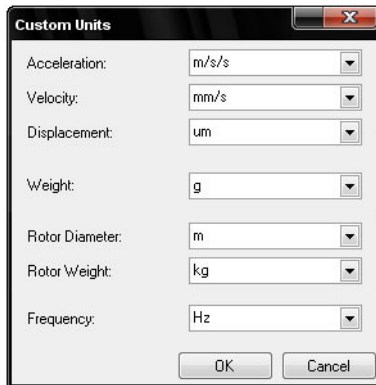 Custom Units
Acceleration: m/s/s
Velocity: mm/s
Displacement: um
Weight: g
Rotor Diameter: m
Rotor Weight: kg
Frequency: Hz
OK Cancel